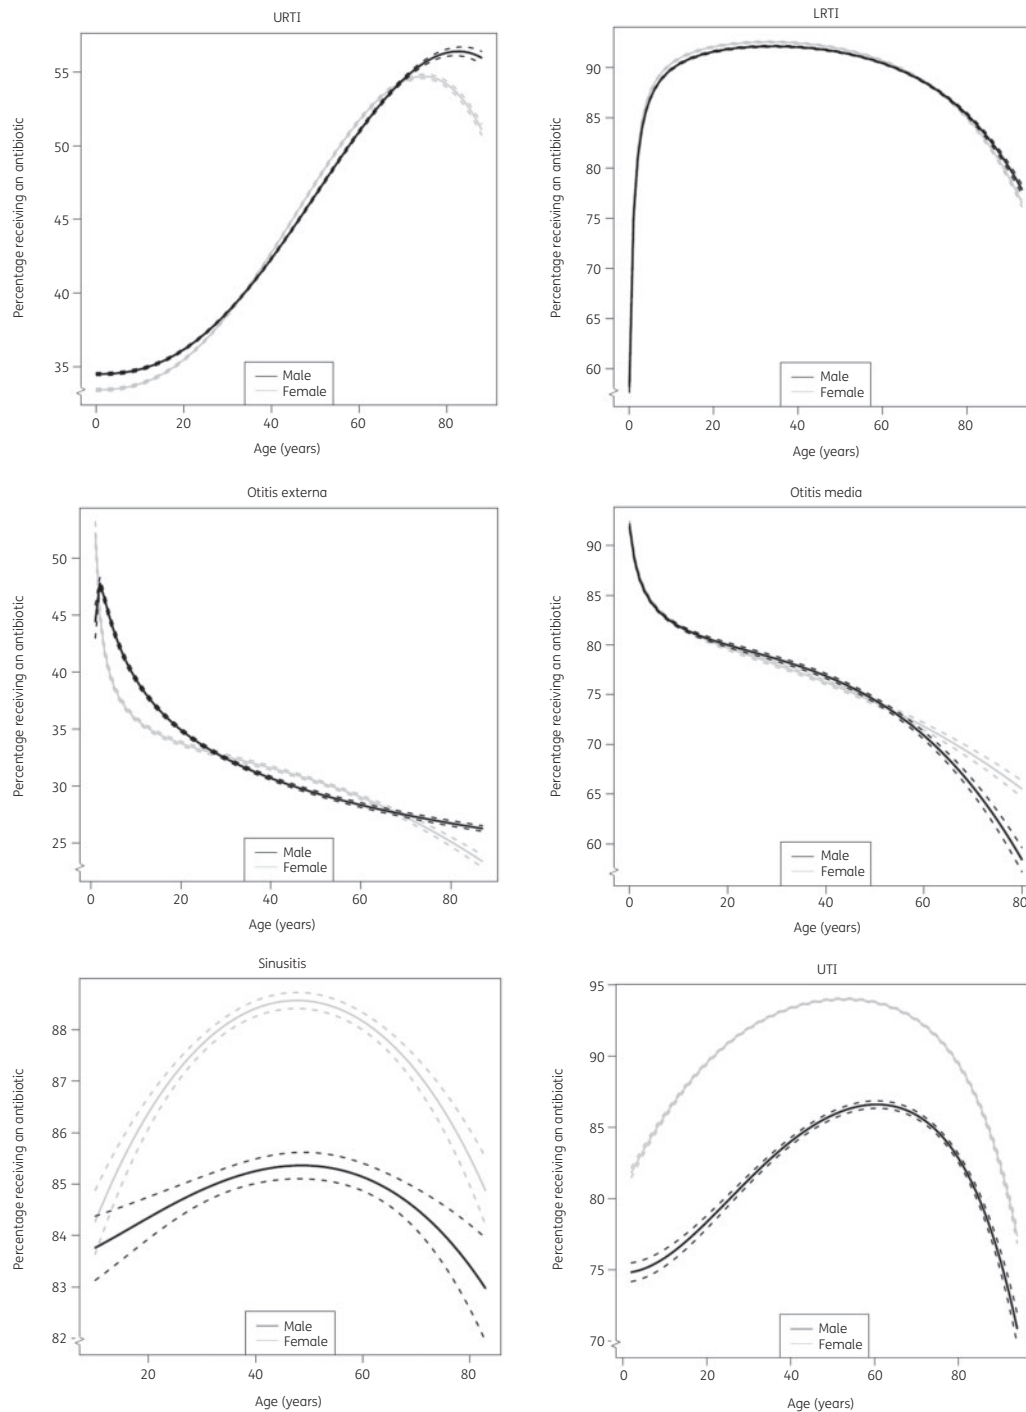 URTI
Percentage receiving an antibiotic
55
50
45
40
35
0 20 40 60 80
Age (years)
Male
Female
LRTI
Percentage receiving an antibiotic
90
85
80
75
70
65
60
0 20 40 60 80
Age (years)
Male
Female
Otitis externa
Percentage receiving an antibiotic
50
45
40
35
30
25
0 20 40 60 80
Age (years)
Male
Female
Otitis media
Percentage receiving an antibiotic
90
85
80
75
70
65
60
0 20 40 60 80
Age (years)
Male
Female
Sinusitis
Percentage receiving an antibiotic
88
87
86
85
84
83
82
20 40 60 80
Age (years)
Male
Female
UTI
Percentage receiving an antibiotic
95
90
85
80
75
70
0 20 40 60 80
Age (years)
Male
Female